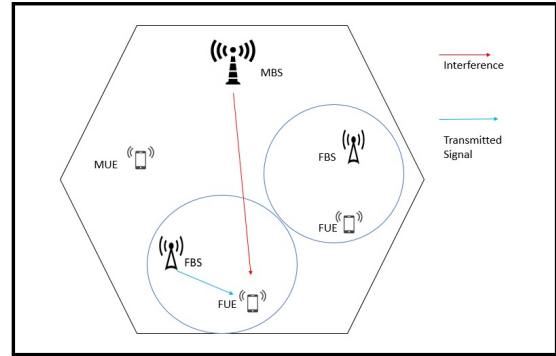 MBS
Interference
Transmitted
Signal
FBS
MUE
FUE
FBS
FUE